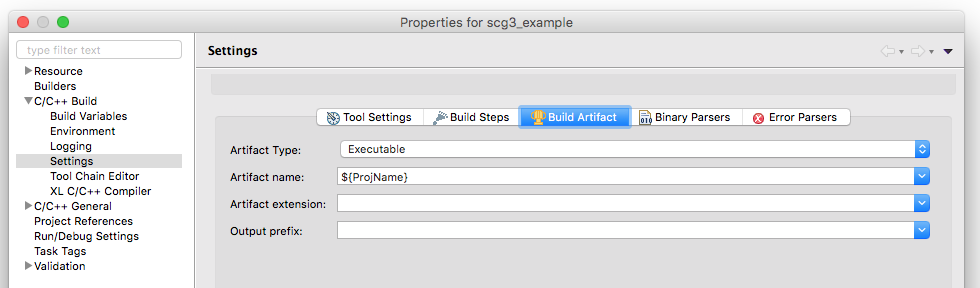 Properties for scg3_example
type filter text
Resource
Builders
C/C++ Build
Build Variables
Environment
Logging
Settings
Tool Chain Editor
XL C/C++ Compiler
C/C++ General
Project References
Run/Debug Settings
Task Tags
Validation
Settings
Tool Settings Build Steps Build Artifact 010 Binary Parsers Error Parsers
Artifact Type: Executable
Artifact name: ${ProjName}
Artifact extension:
Output prefix: